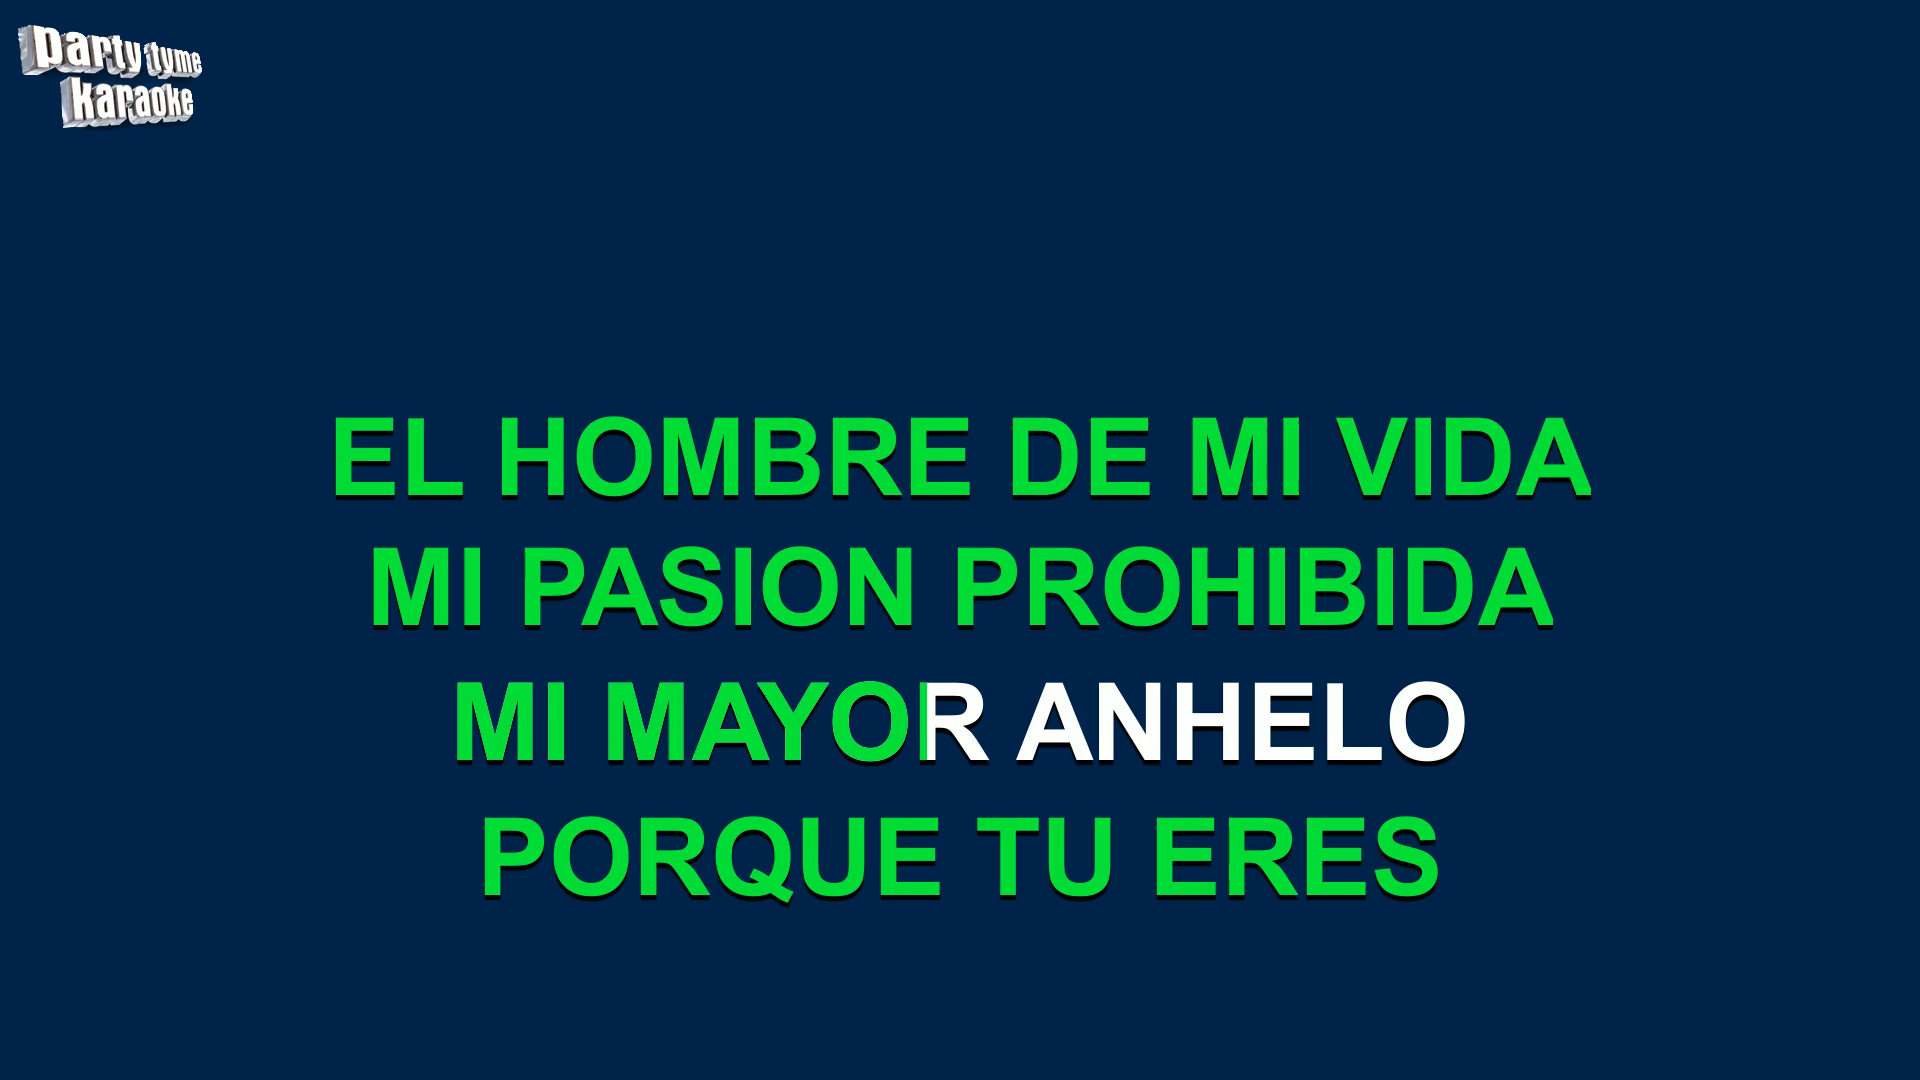 party tyme
karaoke
EL HOMBRE DE MI VIDA
MI PASION PROHIBIDA
MI MAYOR ANHELO
PORQUE TU ERES